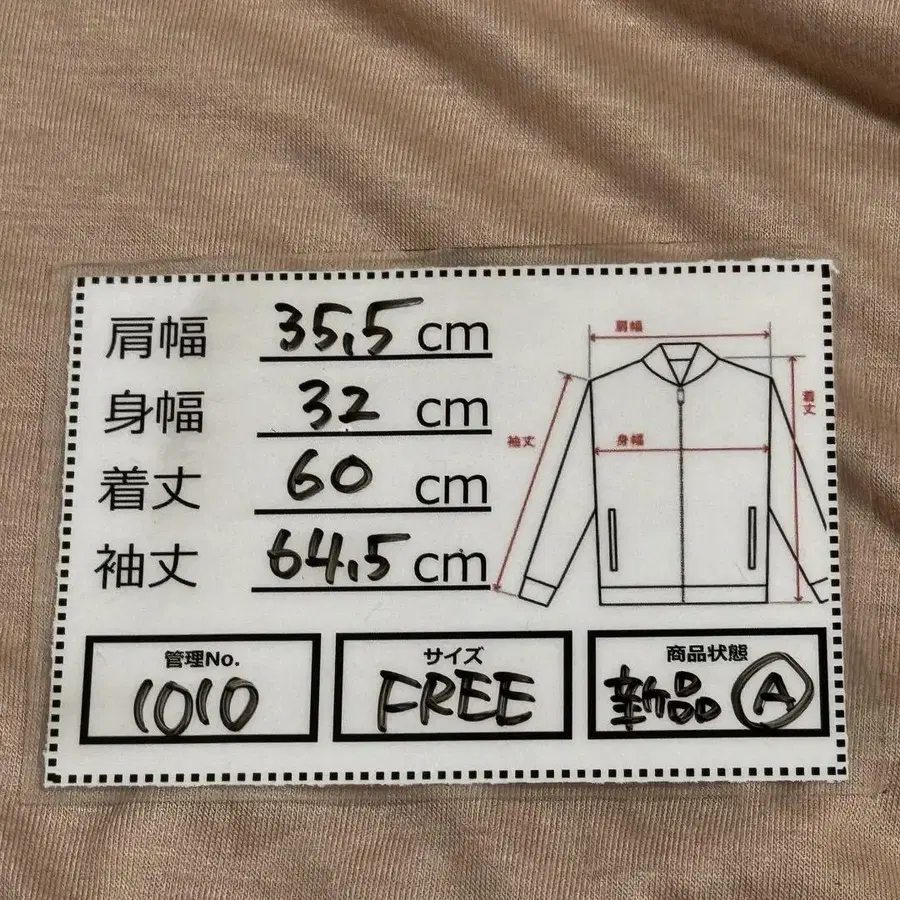 肩幅 35.5 cm
身幅 32 cm
着丈 60 cm
袖丈 64.5 cm
肩幅
着丈
袖丈
身幅
管理No.
1010
サイズ
FREE
商品状態
新品 A